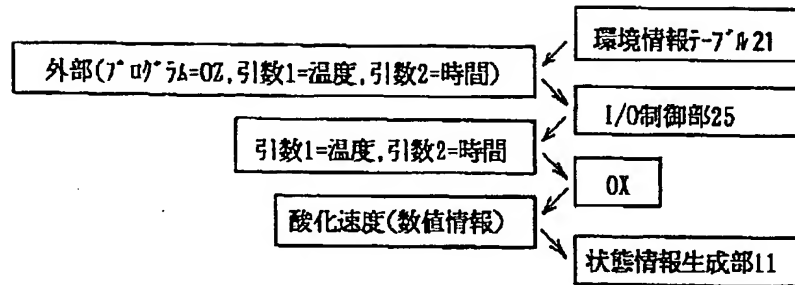 環境情報ﾃｰﾌﾞﾙ21
外部(ﾌﾟﾛｸﾞﾗﾑ=OZ,引数1=温度,引数2=時間)
I/O制御部25
引数1=温度,引数2=時間
OX
酸化速度(数値情報)
状態情報生成部11